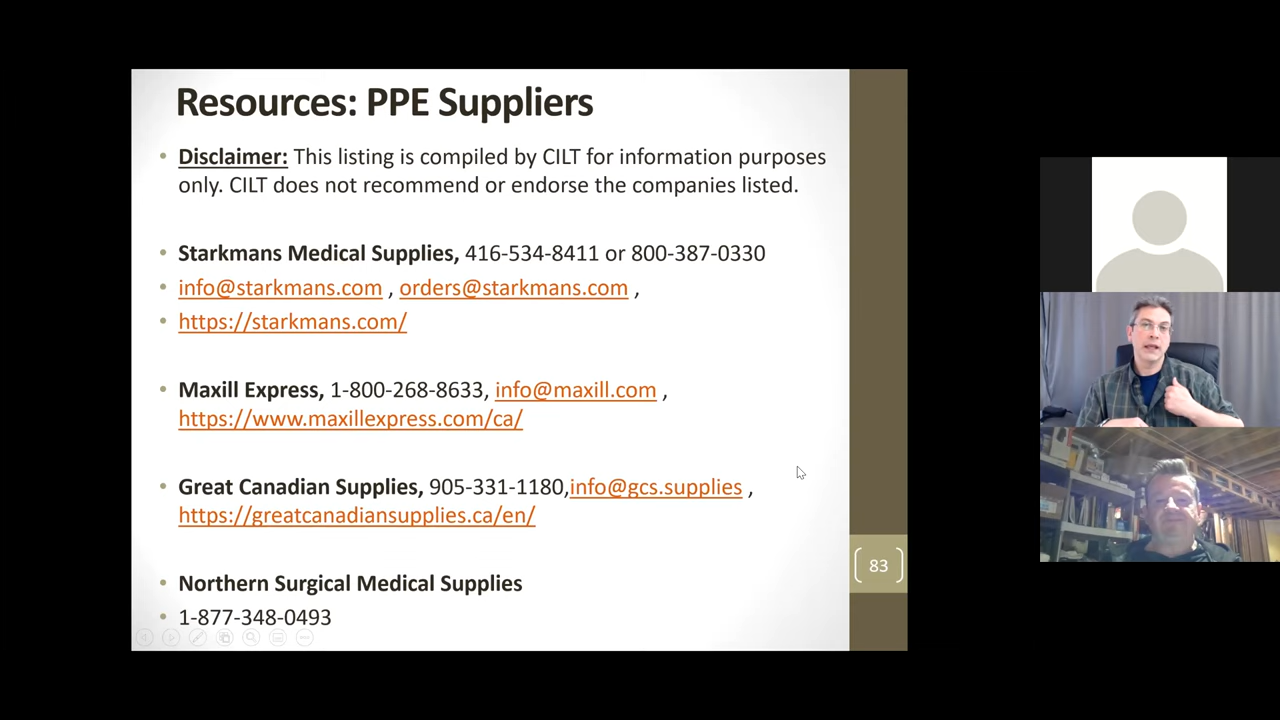 Resources: PPE Suppliers
Disclaimer: This listing is compiled by CILT for information purposes
only. CILT does not recommend or endorse the companies listed.
Starkmans Medical Supplies, 416-534-8411 or 800-387-0330
info@starkmans.com , orders@starkmans.com ,
https://starkmans.com/
Maxill Express, 1-800-268-8633, info@maxill.com ,
https://www.maxillexpress.com/ca/
Great Canadian Supplies, 905-331-1180,info@gcs.supplies ,
https://greatcanadiansupplies.ca/en/
83
Northern Surgical Medical Supplies
1-877-348-0493